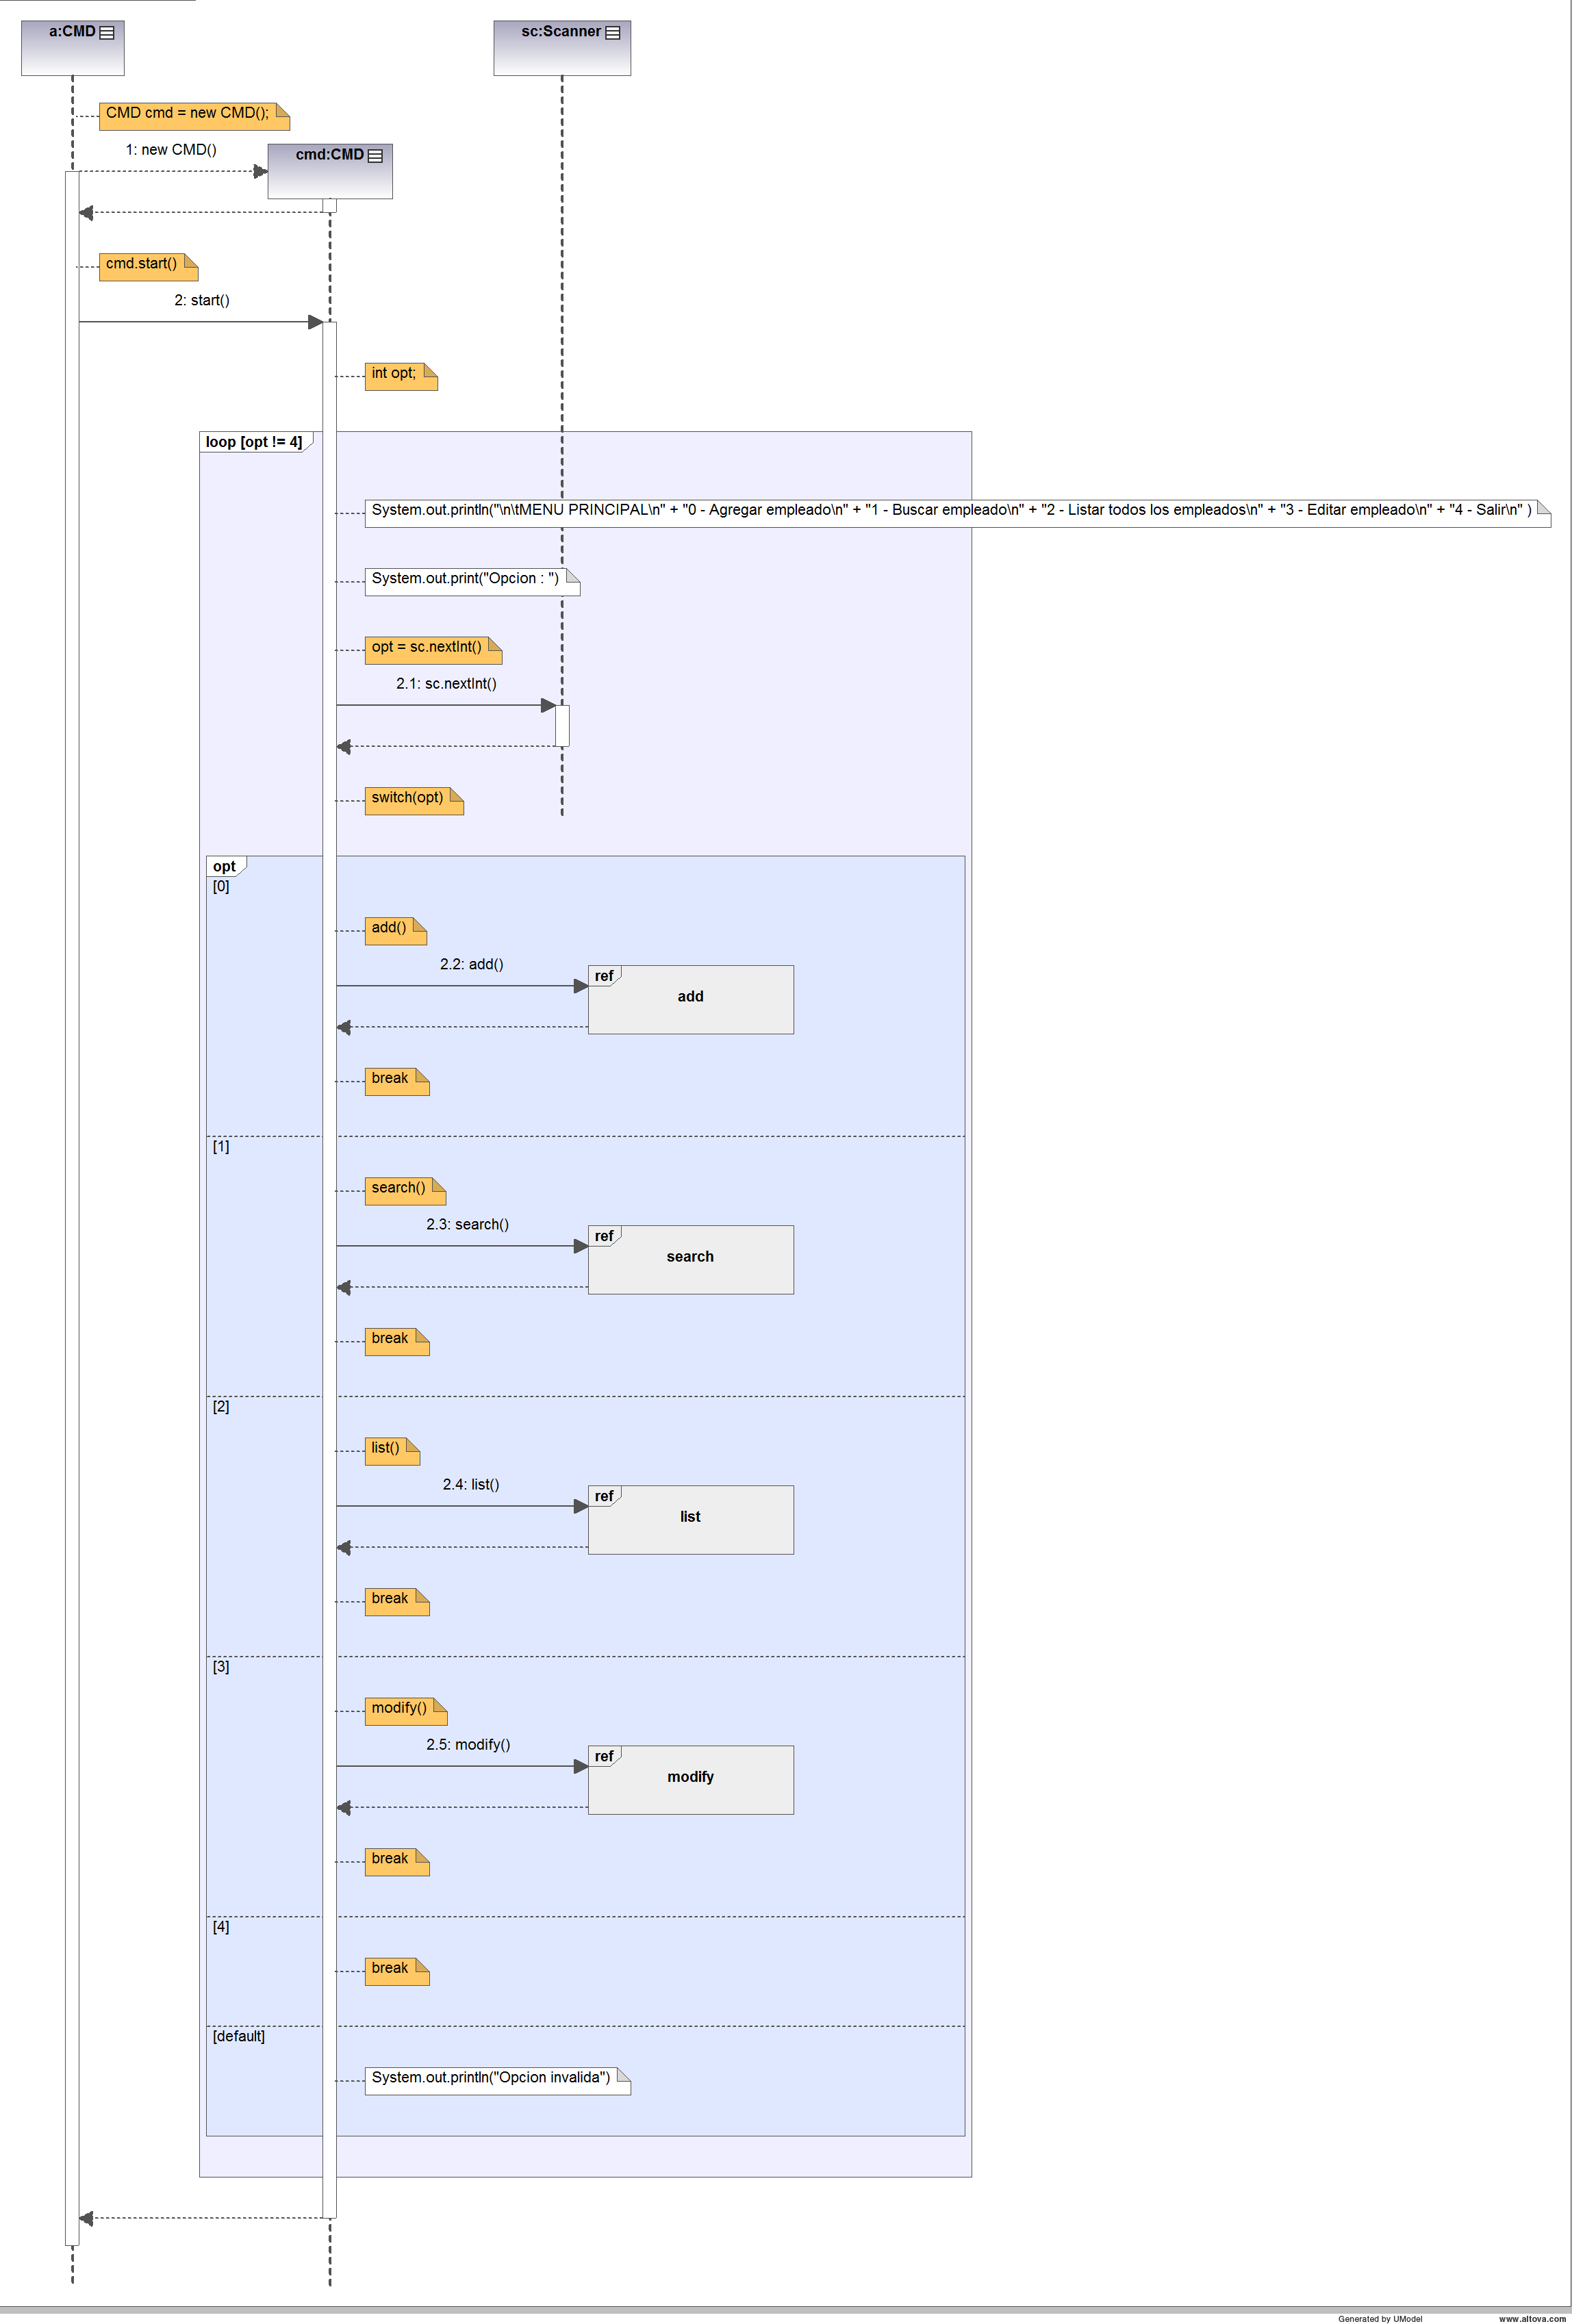 a:CMD
sc:Scanner
CMD cmd = new CMD();
1: new CMD()
cmd:CMD
cmd.start()
2: start()
int opt;
loop [opt != 4]
System.out.println("\n\tMENU PRINCIPAL\n" + "0 - Agregar empleado\n" + "1 - Buscar empleado\n" + "2 - Listar todos los empleados\n" + "3 - Editar empleado\n" + "4 - Salir\n" )
System.out.print("Opcion : ")
opt = sc.nextInt()
2.1: sc.nextInt()
switch(opt)
opt
[0]
add()
2.2: add()
ref
add
break
[1]
search()
2.3: search()
ref
search
break
[2]
list()
2.4: list()
ref
list
break
[3]
modify()
2.5: modify()
ref
modify
break
[4]
break
[default]
System.out.println("Opcion invalida")
Generated by UModel
www.altova.com